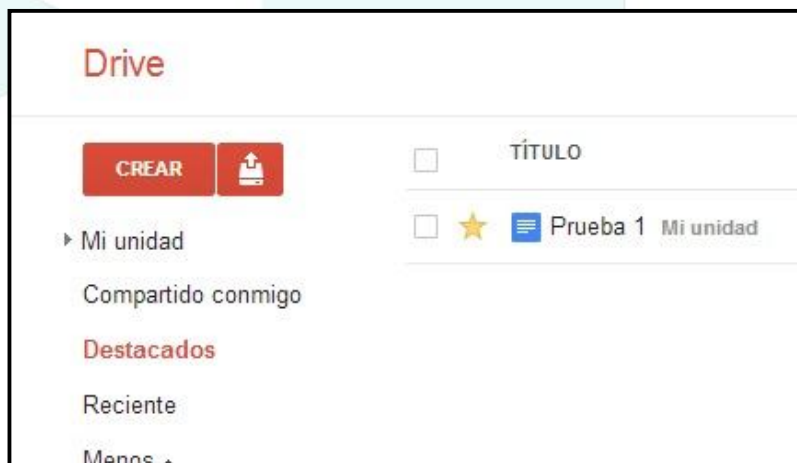 Drive
CREAR
TÍTULO
Prueba 1 Mi unidad
Mi unidad
Compartido conmigo
Destacados
Reciente
Menos